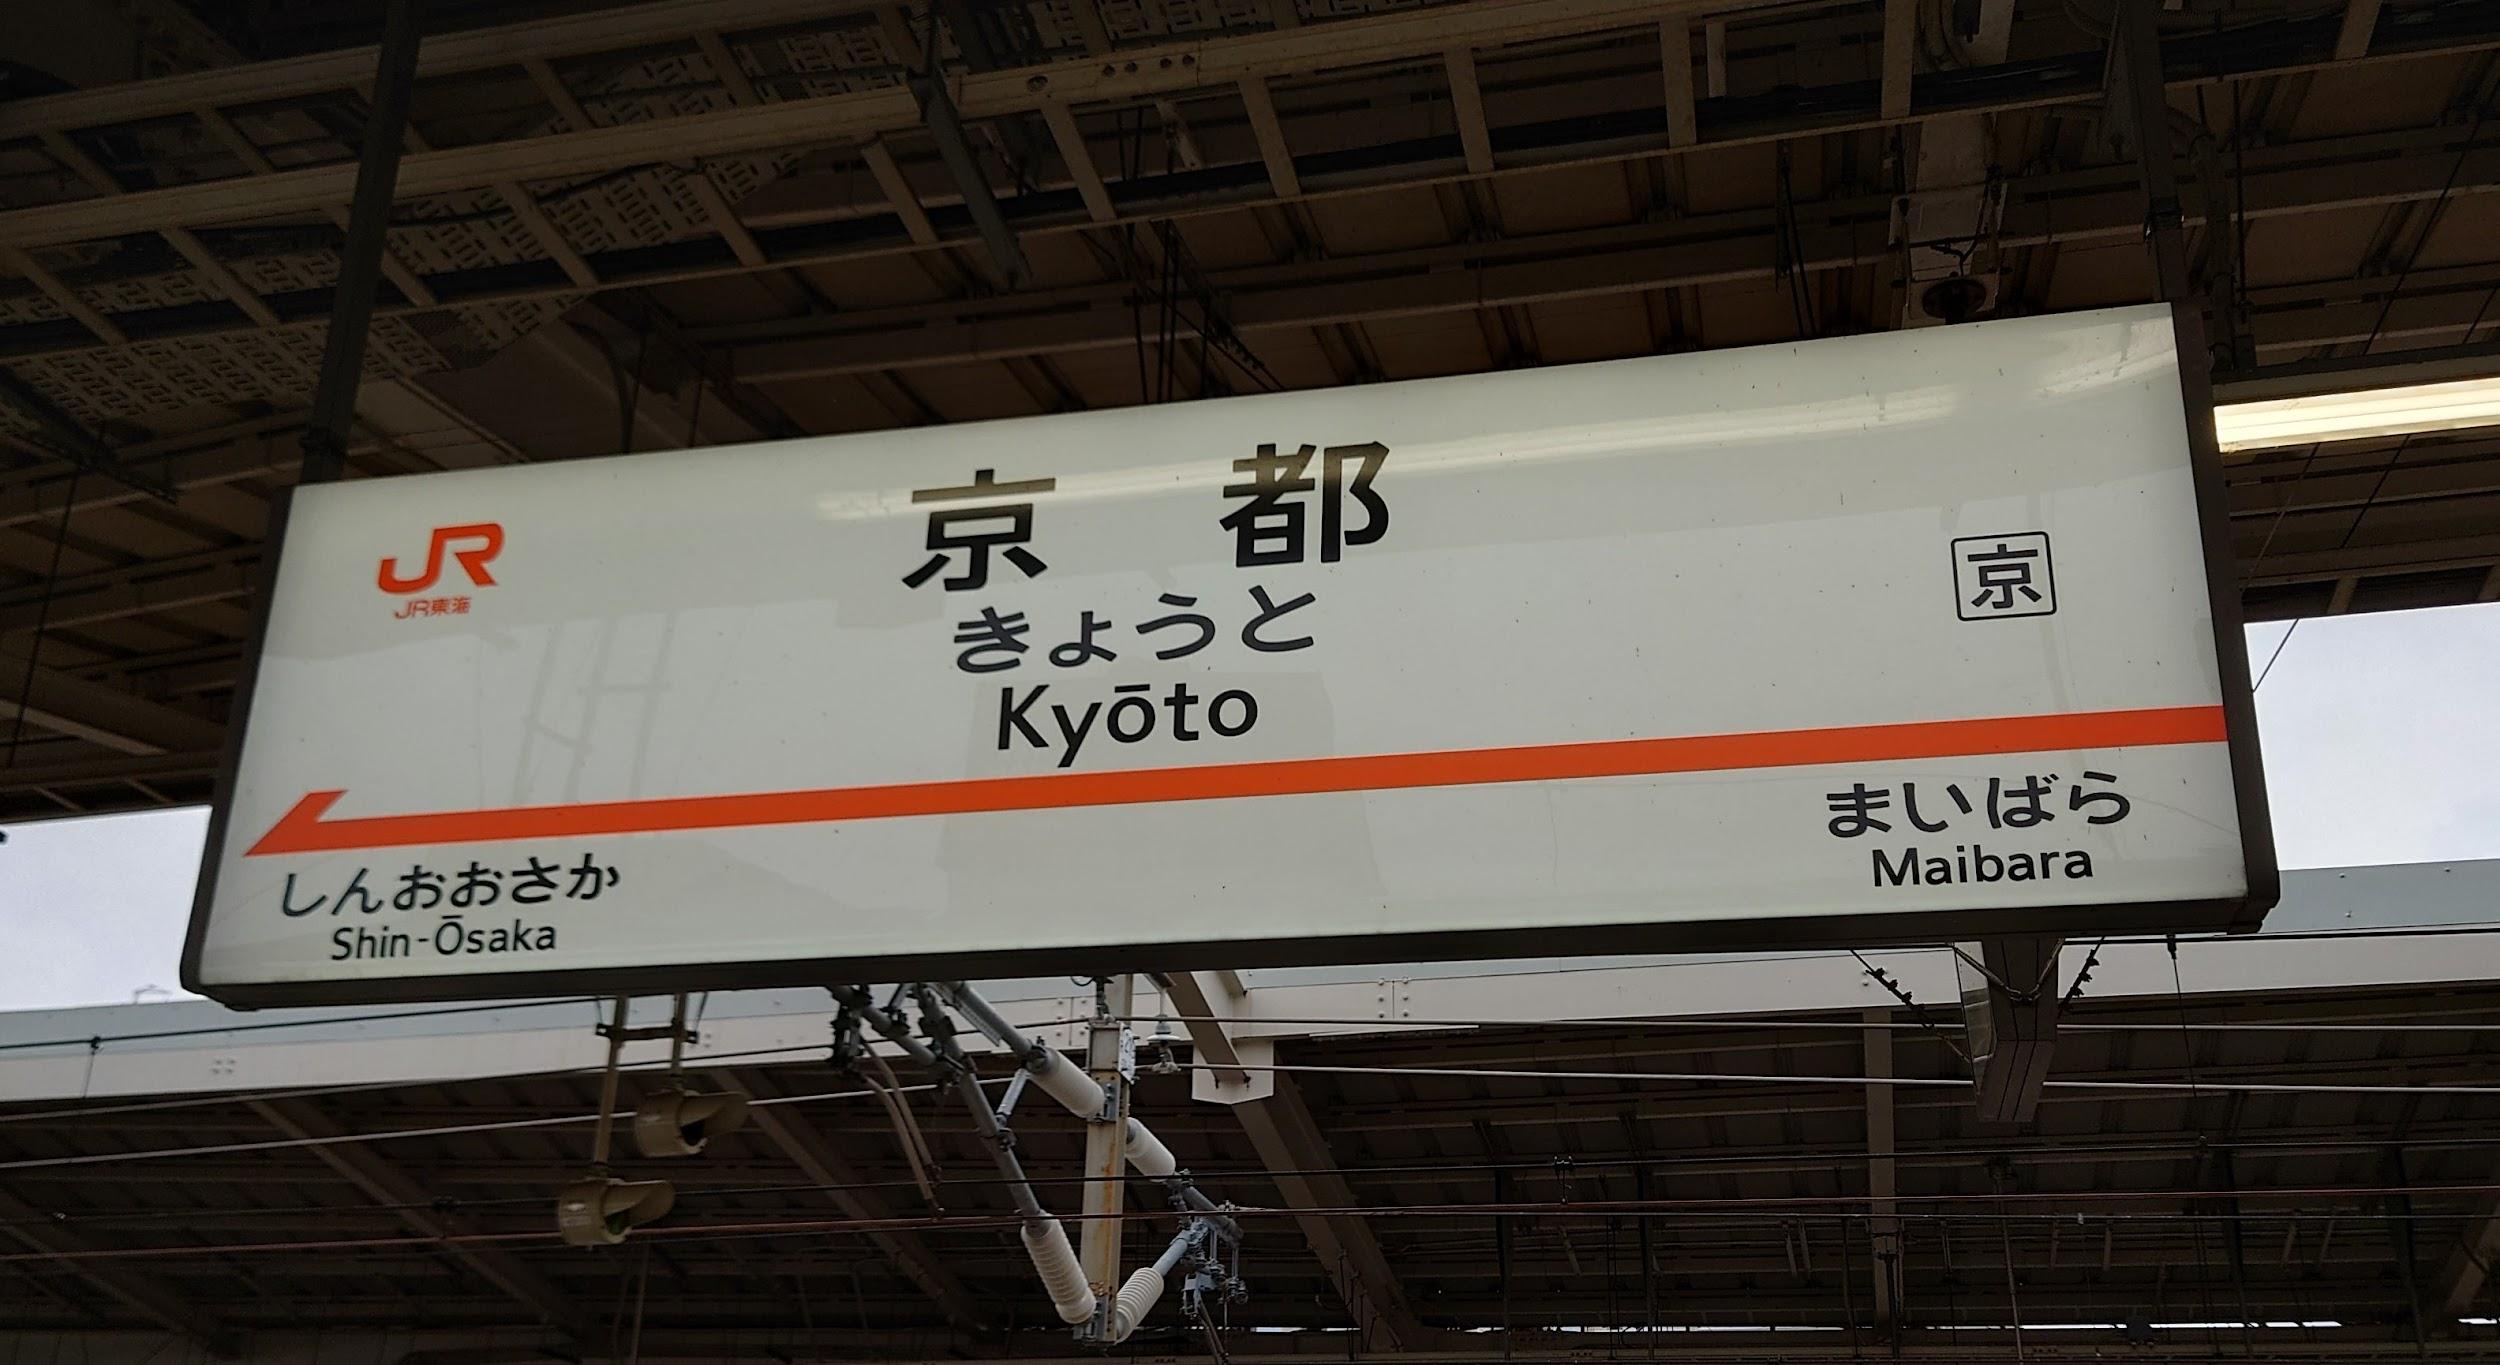 JR
JR東海
京都
きょうと
Kyōto
京
しんおおさか
Shin-Ōsaka
まいばら
Maibara